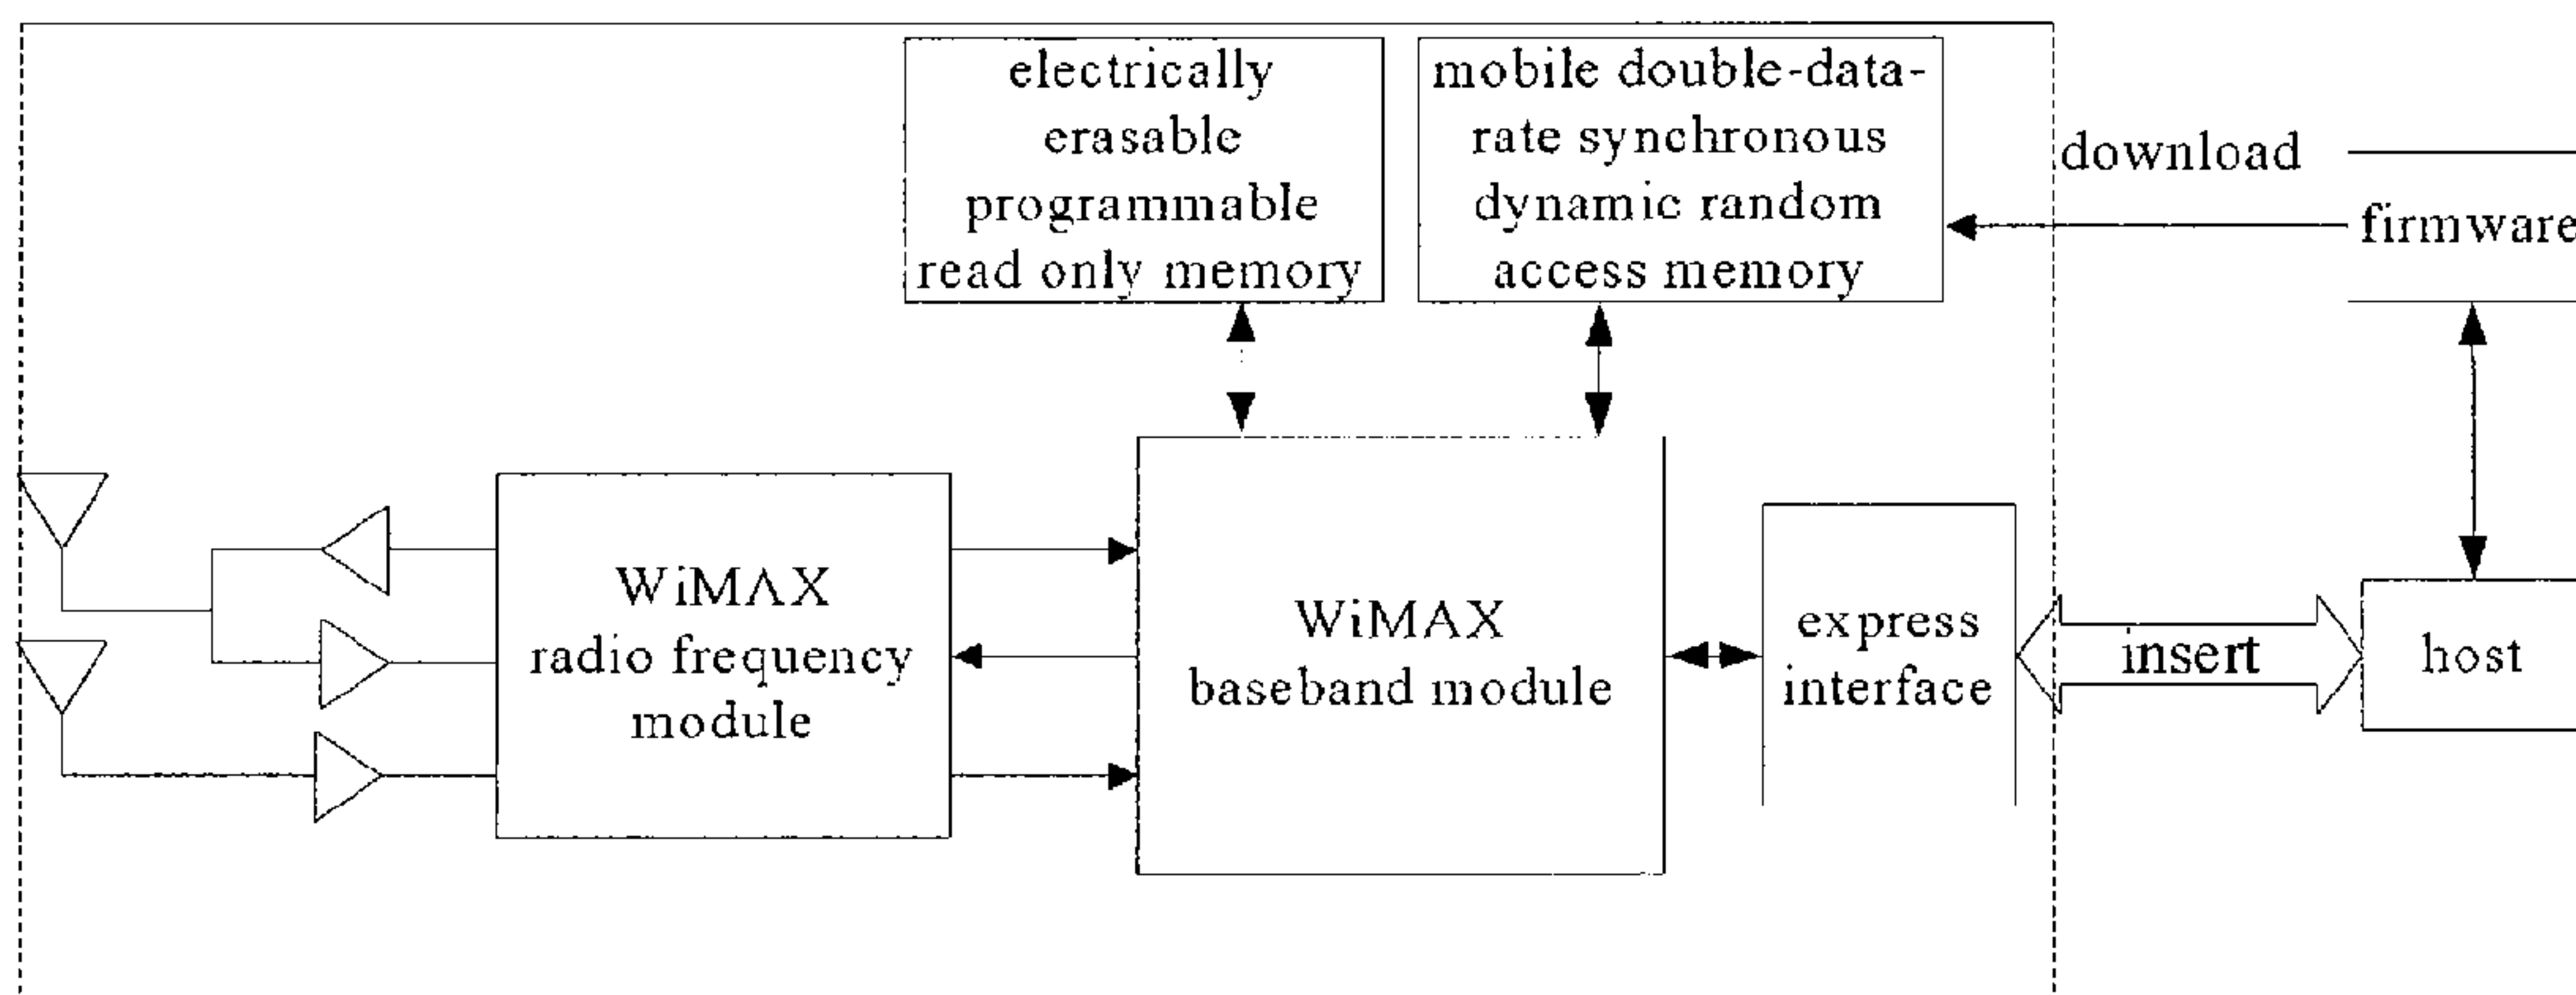 electrically
erasable
programmable
read only memory
mobile double-data-
rate synchronous
dynamic random
access memory
download
firmware
WiMAX
radio frequency
module
WiMAX
baseband module
express
interface
insert
host